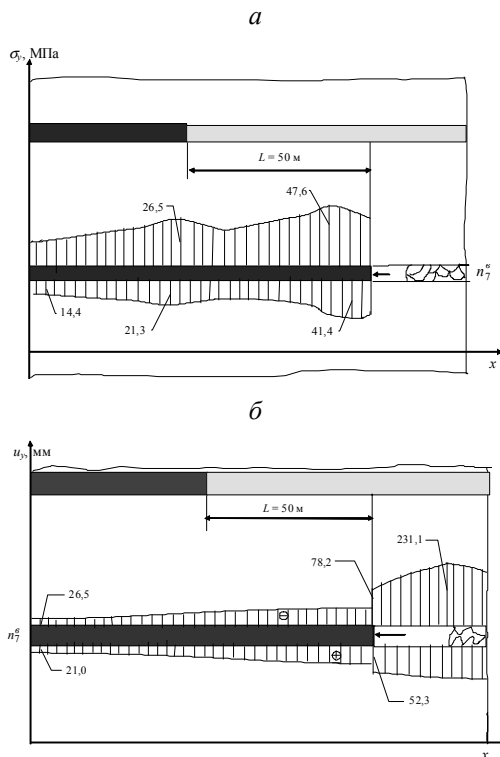 а
σy, МПа
L = 50 м
26,5
47,6
n7в
14,4
21,3
41,4
x
б
uy, мм
L = 50 м
78,2
231,1
26,5
n7в
⊖
⊕
21,0
52,3
x